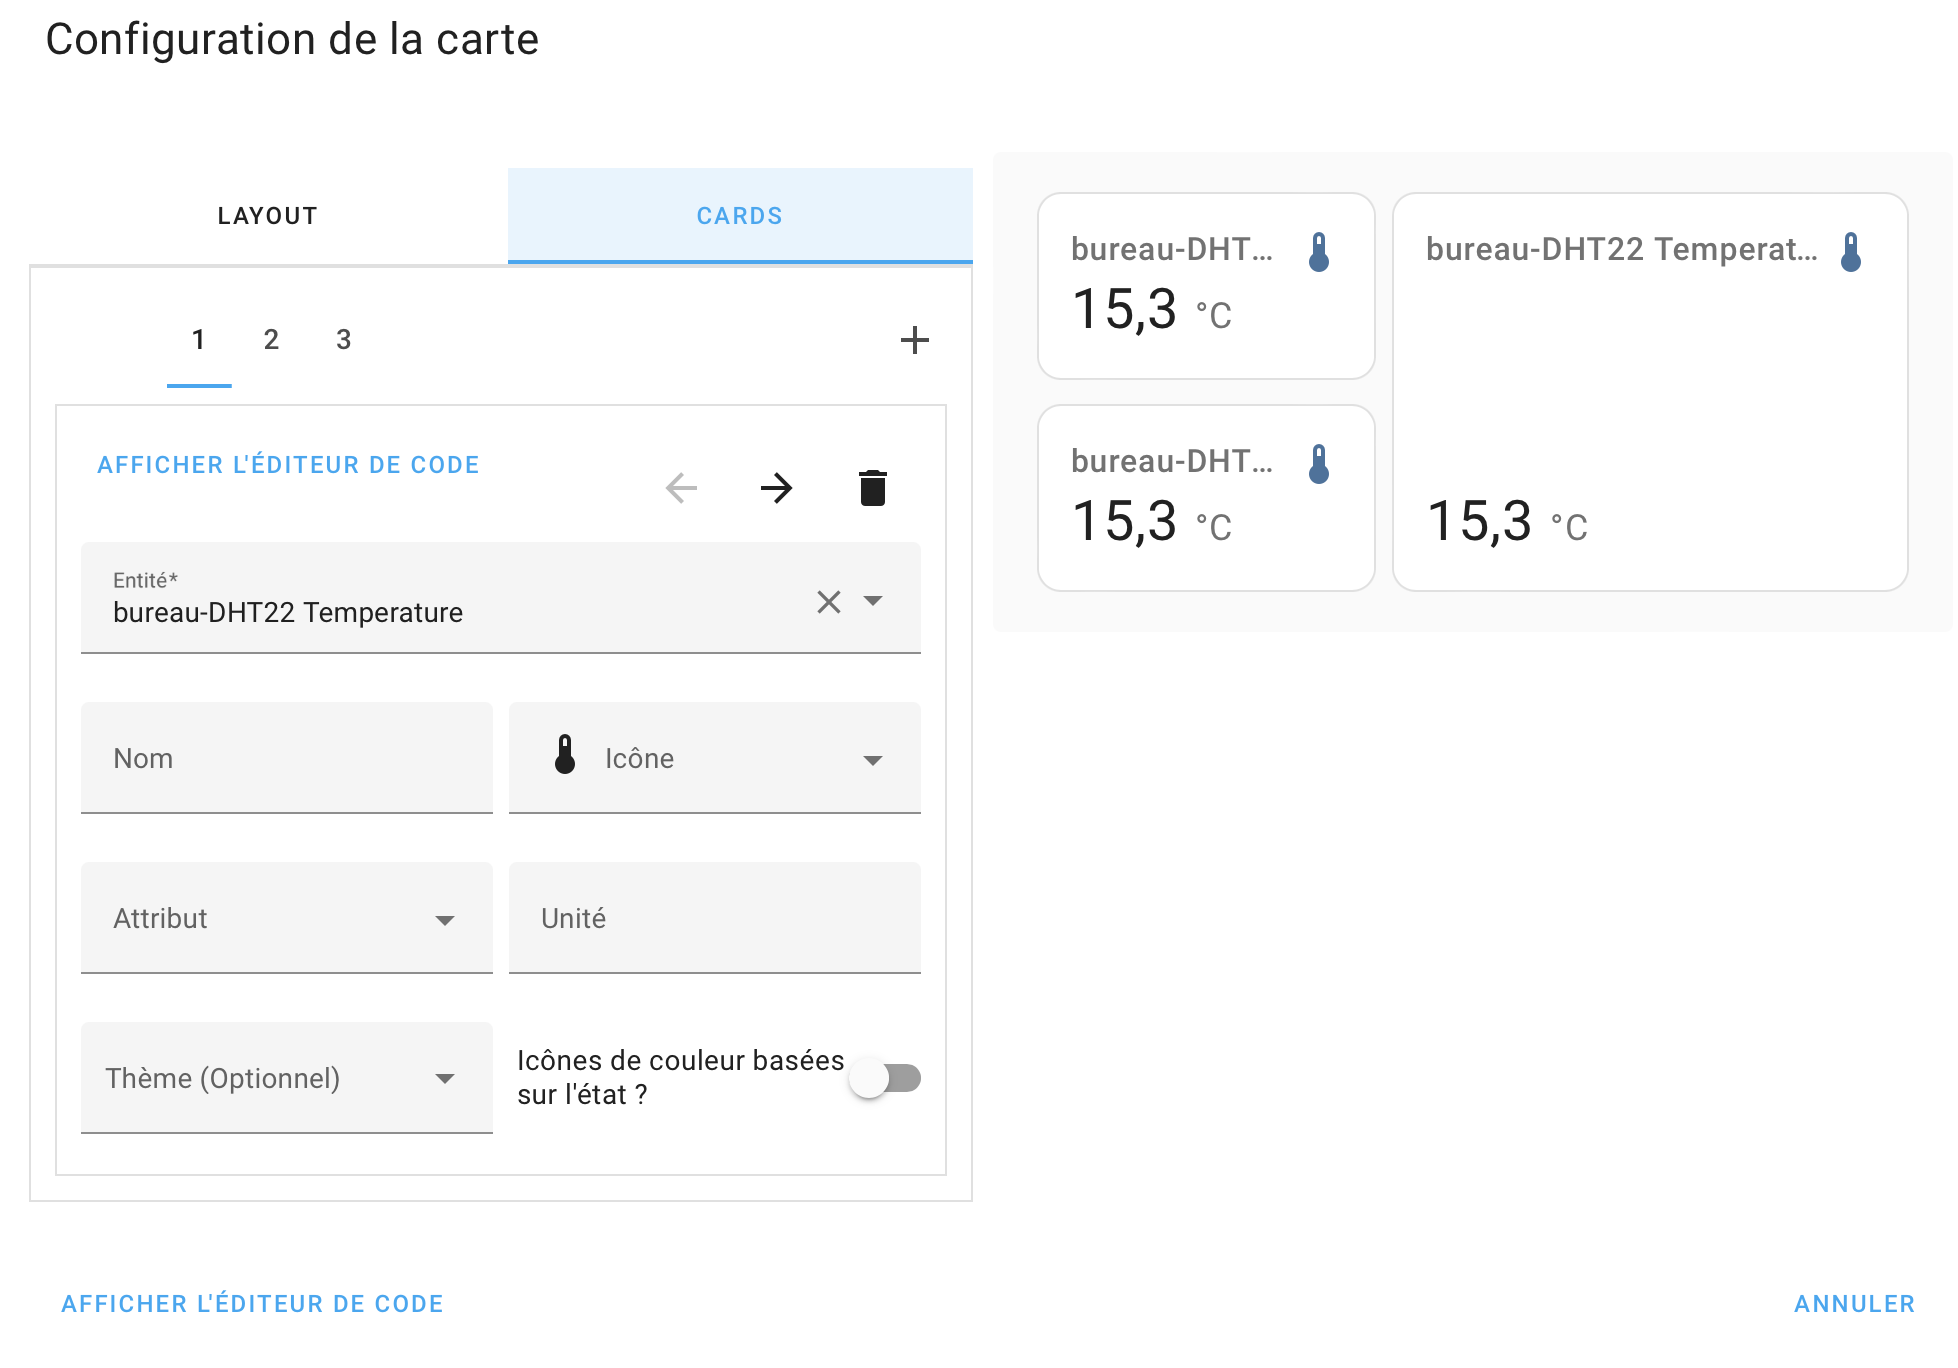 Configuration de la carte
LAYOUT
CARDS
1 2 3
AFFICHER L'ÉDITEUR DE CODE
Entité*
bureau-DHT22 Temperature
Nom
Icône
Attribut
Unité
Thème (Optionnel)
Icônes de couleur basées
sur l'état ?
bureau-DHT...
15,3 °C
bureau-DHT...
15,3 °C
bureau-DHT22 Temperat...
15,3 °C
AFFICHER L'ÉDITEUR DE CODE
ANNULER